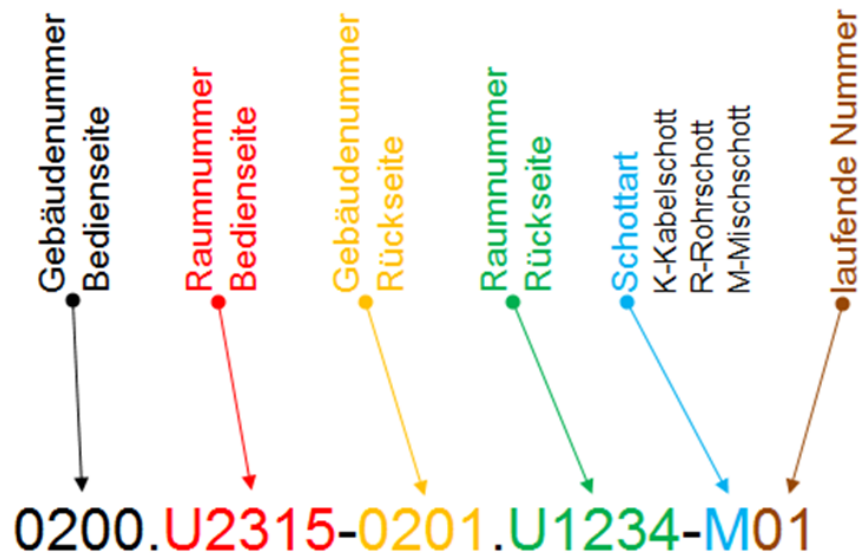 Gebäudenummer
Bedienseite
Raumnummer
Bedienseite
Gebäudenummer
Rückseite
Raumnummer
Rückseite
Schottart
K-Kabelschott
R-Rohrschott
M-Mischschott
laufende Nummer
0200.U2315-0201.U1234-M01